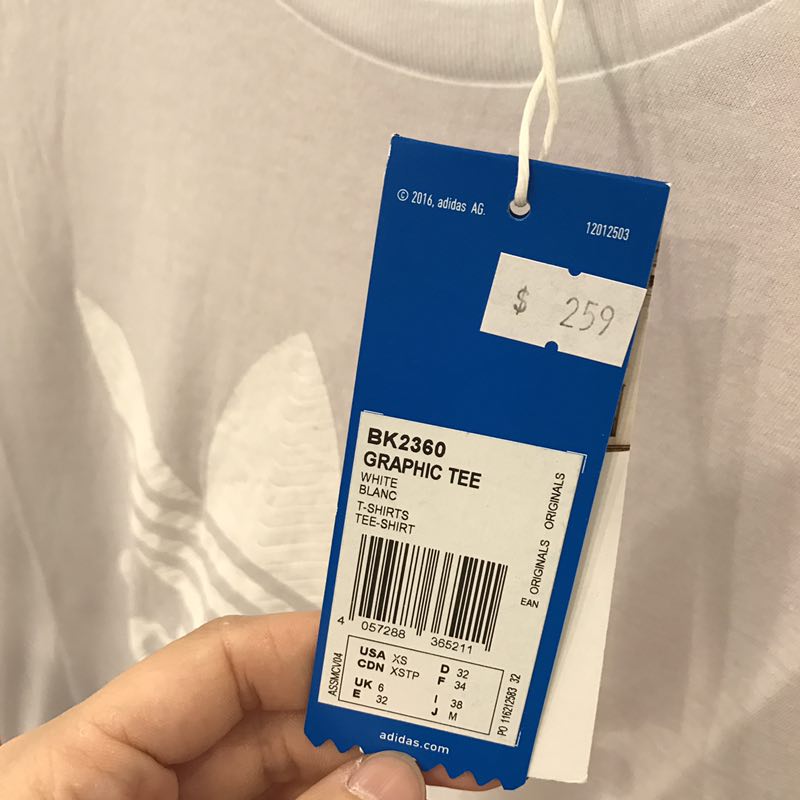 © 2016, adidas AG.
12012503
$ 259
BK2360
GRAPHIC TEE
WHITE
BLANC
T-SHIRTS
TEE-SHIRT
ORIGINALS ORIGINALS
EAN
4 057288 365211
ASSMCV04
USA XS
CDN XSTP
UK 6
E 32
D 32
F 34
I 38
J M
PO 116212583 32
adidas.com